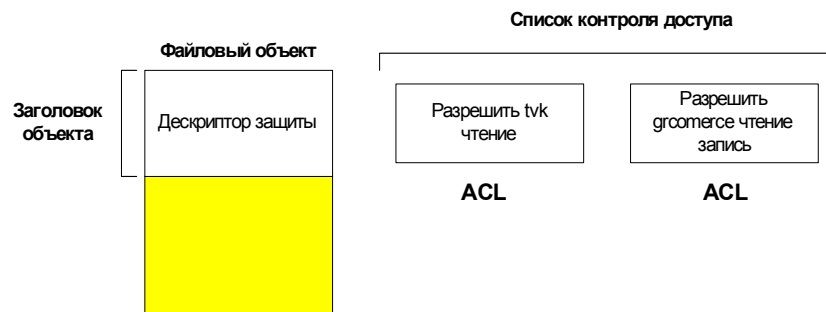 Список контроля доступа
Файловый объект
Заголовок
объекта
Дескриптор защиты
Разрешить tvk
чтение
Разрешить
grcomerce чтение
запись
ACL
ACL